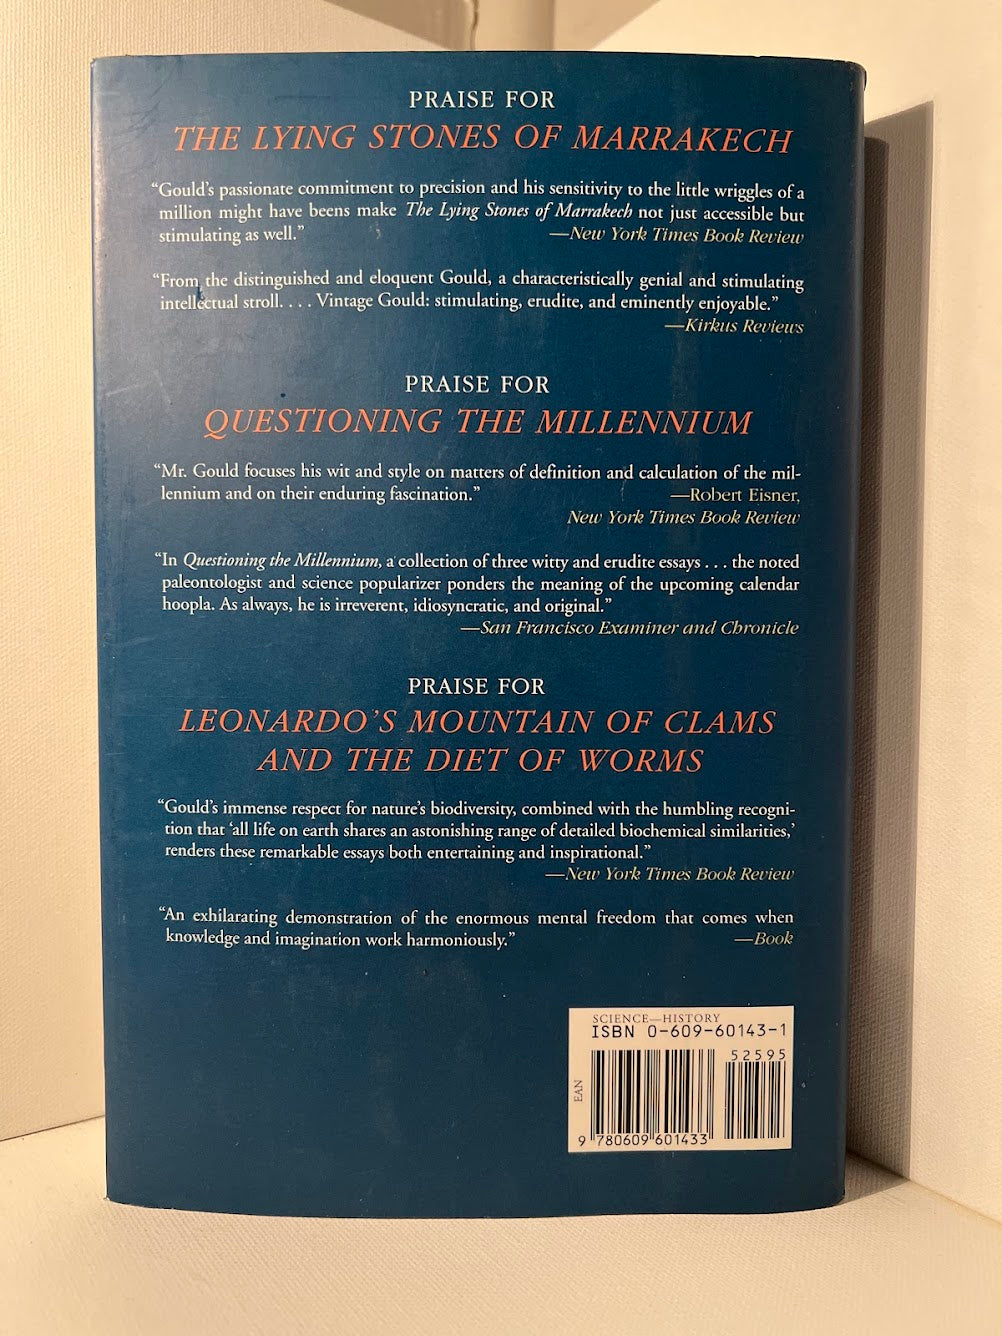 PRAISE FOR
THE LYING STONES OF MARRAKECH
“Gould’s passionate commitment to precision and his sensitivity to the little wriggles of a
million might have beens make The Lying Stones of Marrakech not just accessible but
stimulating as well.” —New York Times Book Review
“From the distinguished and eloquent Gould, a characteristically genial and stimulating
intellectual stroll. . . . Vintage Gould: stimulating, erudite, and eminently enjoyable.”
—Kirkus Reviews
PRAISE FOR
QUESTIONING THE MILLENNIUM
“Mr. Gould focuses his wit and style on matters of definition and calculation of the mil-
lennium and on their enduring fascination.” —Robert Eisner,
New York Times Book Review
“In Questioning the Millennium, a collection of three witty and erudite essays . . . the noted
paleontologist and science popularizer ponders the meaning of the upcoming calendar
hoopla. As always, he is irreverent, idiosyncratic, and original.”
—San Francisco Examiner and Chronicle
PRAISE FOR
LEONARDO’S MOUNTAIN OF CLAMS
AND THE DIET OF WORMS
“Gould’s immense respect for nature’s biodiversity, combined with the humbling recogni-
tion that ‘all life on earth shares an astonishing range of detailed biochemical similarities,’
renders these remarkable essays both entertaining and inspirational.”
—New York Times Book Review
“An exhilarating demonstration of the enormous mental freedom that comes when
knowledge and imagination work harmoniously.” —Book
SCIENCE—HISTORY
ISBN 0-609-60143-1
52595
EAN
9 780609 601433